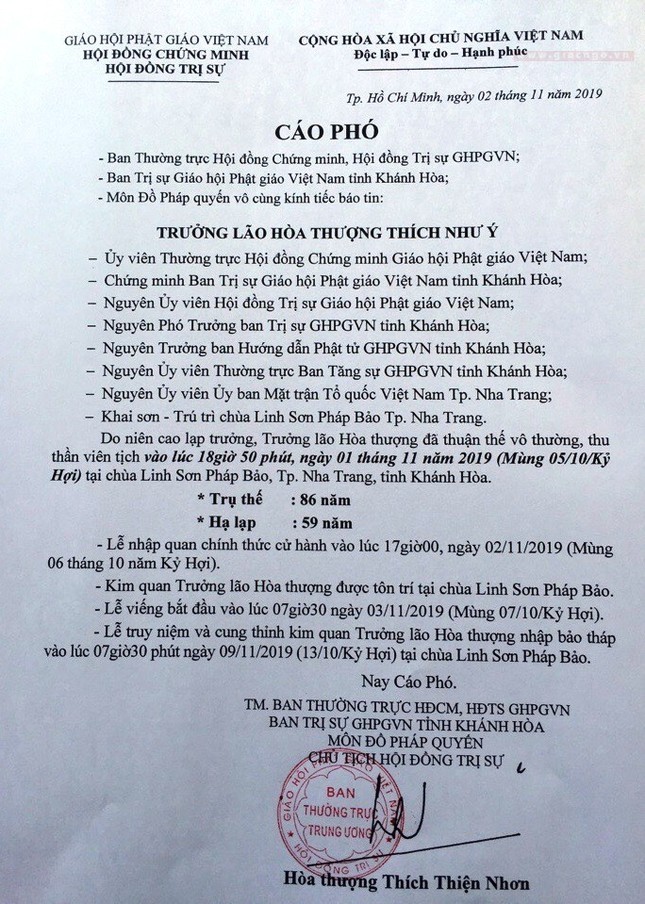 GIÁO HỘI PHẬT GIÁO VIỆT NAM
HỘI ĐỒNG CHỨNG MINH
HỘI ĐỒNG TRỊ SỰ
CỘNG HÒA XÃ HỘI CHỦ NGHĨA VIỆT NAM
Độc lập – Tự do – Hạnh phúc
Tp. Hồ Chí Minh, ngày 02 tháng 11 năm 2019
CÁO PHÓ
- Ban Thường trực Hội đồng Chứng minh, Hội đồng Trị sự GHPGVN;
- Ban Trị sự Giáo hội Phật giáo Việt Nam tỉnh Khánh Hòa;
- Môn Đồ Pháp quyến vô cùng kính tiếc báo tin:
TRƯỞNG LÃO HÒA THƯỢNG THÍCH NHƯ Ý
– Ủy viên Thường trực Hội đồng Chứng minh Giáo hội Phật giáo Việt Nam;
– Chứng minh Ban Trị sự Giáo hội Phật giáo Việt Nam tỉnh Khánh Hòa;
– Nguyên Ủy viên Hội đồng Trị sự Giáo hội Phật giáo Việt Nam;
– Nguyên Phó Trưởng ban Trị sự GHPGVN tỉnh Khánh Hòa;
– Nguyên Trưởng ban Hướng dẫn Phật tử GHPGVN tỉnh Khánh Hòa;
– Nguyên Ủy viên Thường trực Ban Tăng sự GHPGVN tỉnh Khánh Hòa;
– Nguyên Ủy viên Ủy ban Mặt trận Tổ quốc Việt Nam Tp. Nha Trang;
– Khai sơn - Trú trì chùa Linh Sơn Pháp Bảo Tp. Nha Trang.
Do niên cao lạp trưởng, Trưởng lão Hòa thượng đã thuận thế vô thường, thu
thần viên tịch vào lúc 18giờ 50 phút, ngày 01 tháng 11 năm 2019 (Mùng 05/10/Kỷ
Hợi) tại chùa Linh Sơn Pháp Bảo, Tp. Nha Trang, tỉnh Khánh Hòa.
* Trụ thế : 86 năm
* Hạ lạp : 59 năm
- Lễ nhập quan chính thức cử hành vào lúc 17giờ00, ngày 02/11/2019 (Mùng
06 tháng 10 năm Kỷ Hợi).
- Kim quan Trưởng lão Hòa thượng được tôn trí tại chùa Linh Sơn Pháp Bảo.
- Lễ viếng bắt đầu vào lúc 07giờ30 ngày 03/11/2019 (Mùng 07/10/Kỷ Hợi).
- Lễ truy niệm và cung thỉnh kim quan Trưởng lão Hòa thượng nhập bảo tháp
vào lúc 07giờ30 phút ngày 09/11/2019 (13/10/Kỷ Hợi) tại chùa Linh Sơn Pháp Bảo.
Nay Cáo Phó.
TM. BAN THƯỜNG TRỰC HĐCM, HĐTS GHPGVN
BAN TRỊ SỰ GHPGVN TỈNH KHÁNH HÒA
MÔN ĐỒ PHÁP QUYẾN
CHỦ TỊCH HỘI ĐỒNG TRỊ SỰ
GIÁO HỘI PHẬT GIÁO VIỆT NAM
BAN
THƯỜNG TRỰC
TRUNG ƯƠNG
HỘI ĐỒNG TRỊ SỰ
Hòa thượng Thích Thiện Nhơn